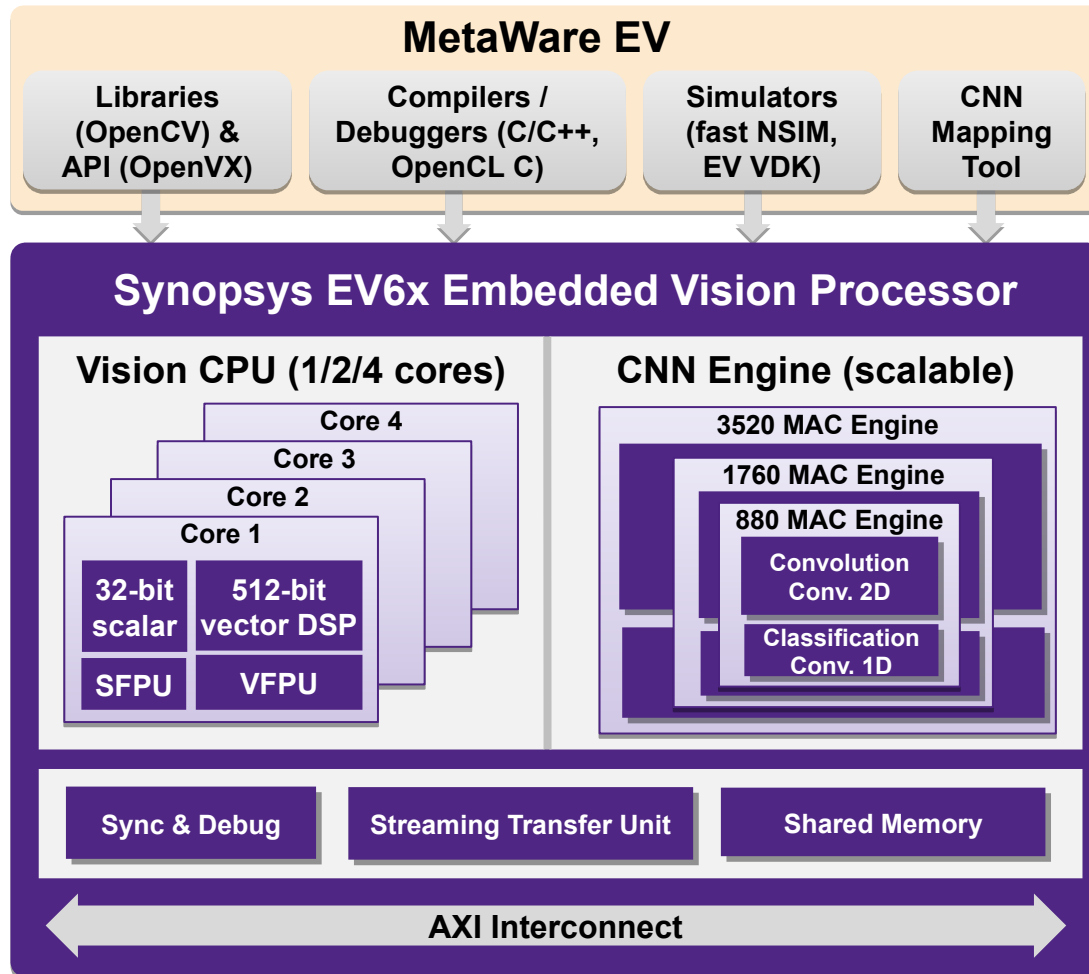 MetaWare EV
Libraries
(OpenCV) &
API (OpenVX)
Compilers /
Debuggers (C/C++,
OpenCL C)
Simulators
(fast NSIM,
EV VDK)
CNN
Mapping
Tool
Synopsys EV6x Embedded Vision Processor
Vision CPU (1/2/4 cores)
Core 4
Core 3
Core 2
Core 1
32-bit
scalar
512-bit
vector DSP
SFPU
VFPU
CNN Engine (scalable)
3520 MAC Engine
1760 MAC Engine
880 MAC Engine
Convolution
Conv. 2D
Classification
Conv. 1D
Sync & Debug
Streaming Transfer Unit
Shared Memory
AXI Interconnect